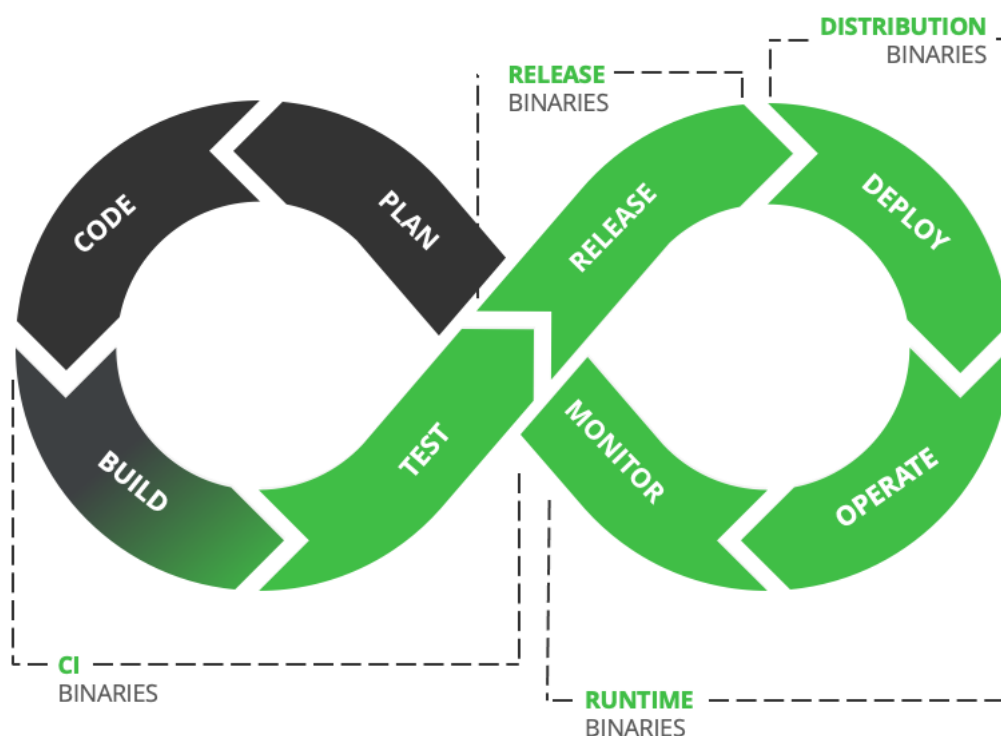 DISTRIBUTION
BINARIES
RELEASE
BINARIES
CODE
PLAN
RELEASE
DEPLOY
BUILD
TEST
MONITOR
OPERATE
CI
BINARIES
RUNTIME
BINARIES